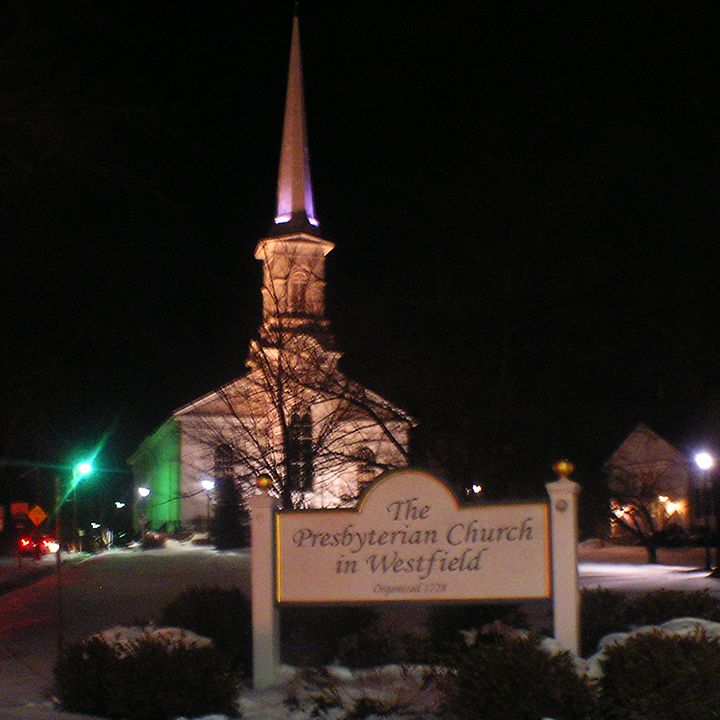 The
Presbyterian Church
in Westfield
Organized 1728